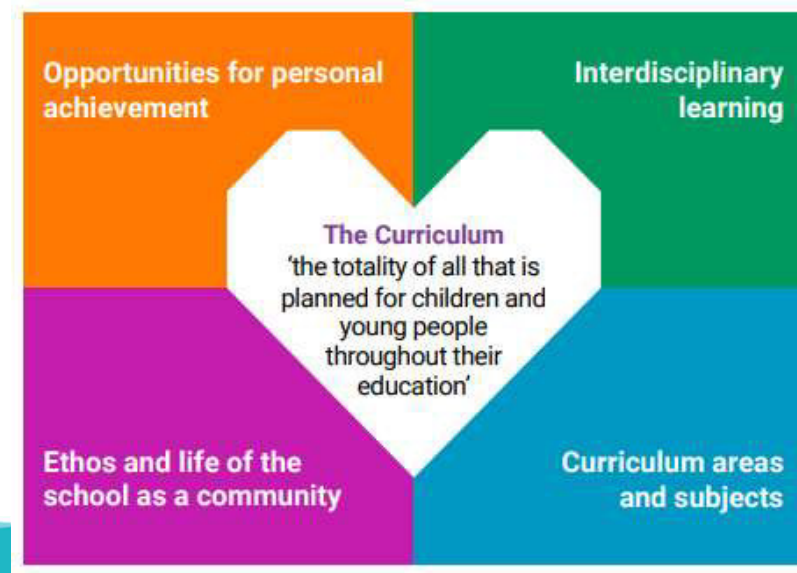 Opportunities for personal
achievement
Interdisciplinary
learning
The Curriculum
‘the totality of all that is
planned for children and
young people
throughout their
education’
Ethos and life of the
school as a community
Curriculum areas
and subjects